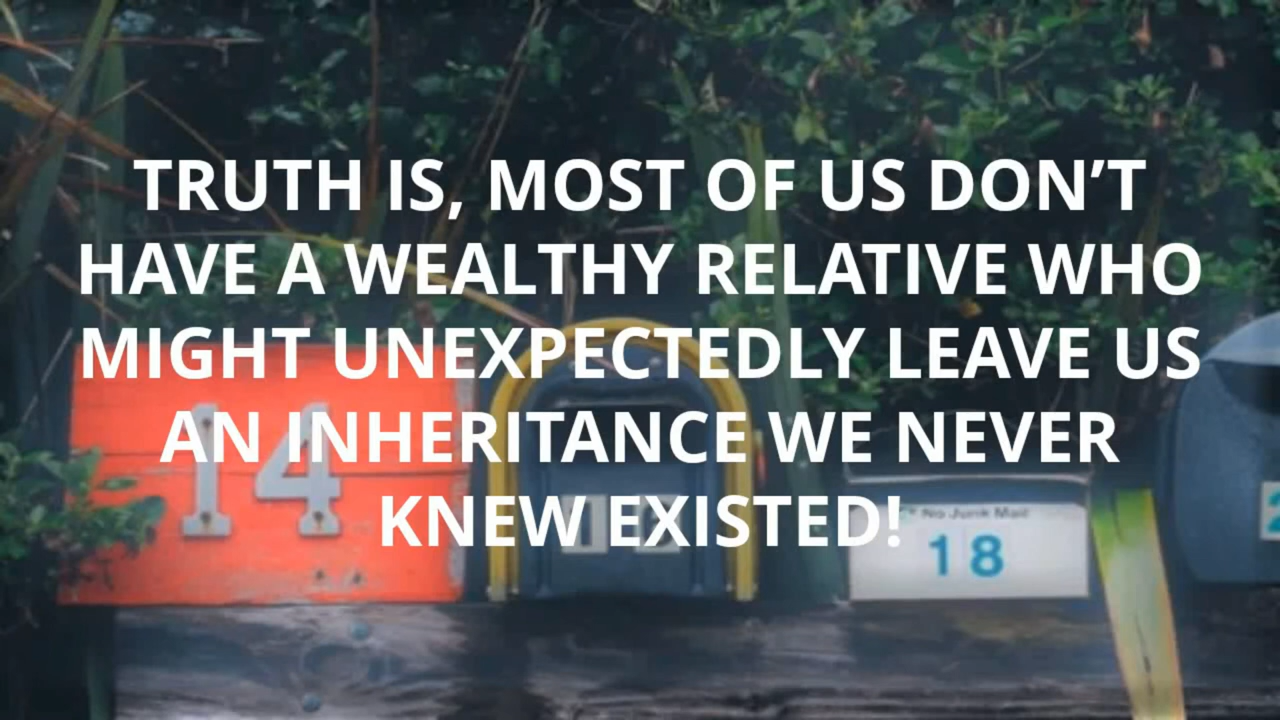 TRUTH IS, MOST OF US DON’T
HAVE A WEALTHY RELATIVE WHO
MIGHT UNEXPECTEDLY LEAVE US
AN INHERITANCE WE NEVER
KNEW EXISTED!
14
No Junk Mail
18